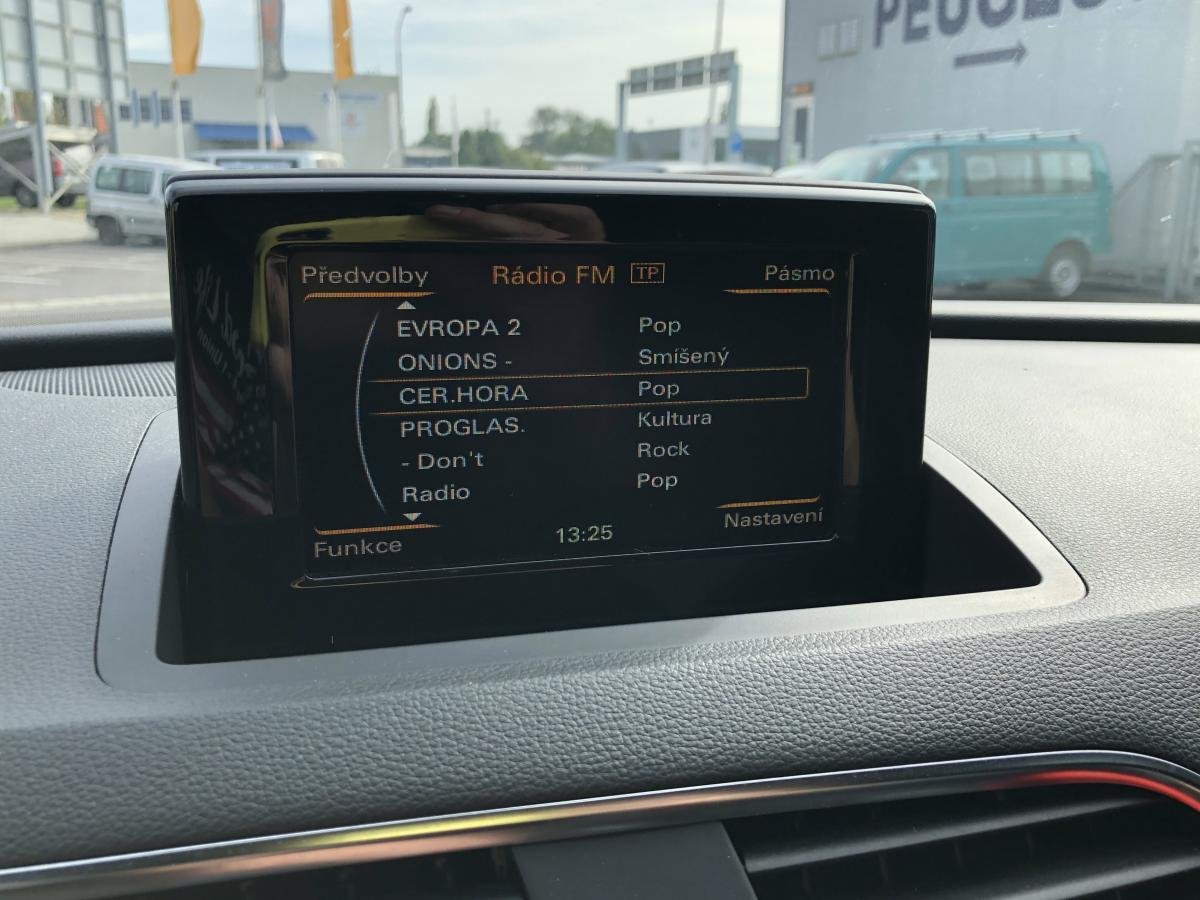 PEUGEOT
Předvolby Rádio FM TP Pásmo
EVROPA 2 Pop
ONIONS - Smíšený
CER.HORA Pop
PROGLAS. Kultura
- Don't Rock
Radio Pop
Funkce 13:25 Nastavení